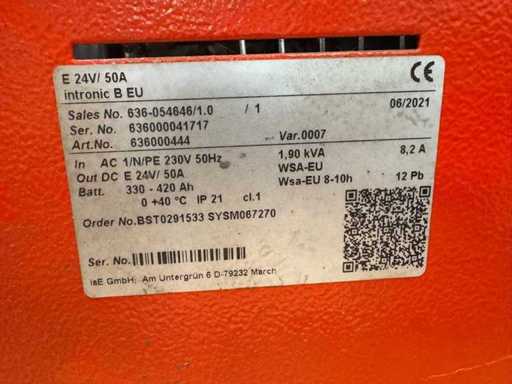 E 24V/ 50A
intronic B EU
CE
Sales No. 636-054646/1.0 / 1 06/2021
Ser. No. 636000041717
Art.No. 636000444 Var.0007
In AC 1/N/PE 230V 50Hz 1,90 kVA 8,2 A
Out DC E 24V/ 50A WSA-EU
Batt. 330 - 420 Ah Wsa-EU 8-10h 12 Pb
0 +40 °C IP 21 cl.1
Order No.BST0291533 SYSM067270
Ser. No.
isE GmbH, Am Untergrün 6 D-79232 March